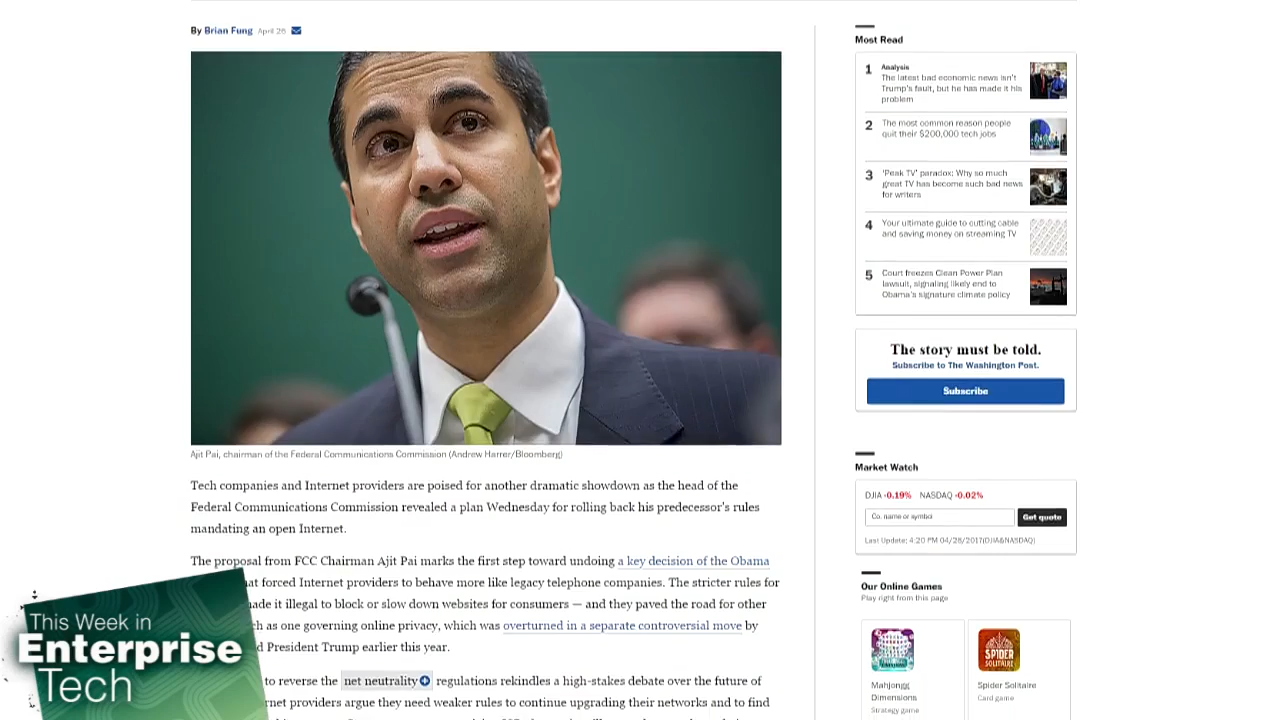 By Brian Fung April 26
Ajit Pai, chairman of the Federal Communications Commission (Andrew Harrer/Bloomberg)
Tech companies and Internet providers are poised for another dramatic showdown as the head of the
Federal Communications Commission revealed a plan Wednesday for rolling back his predecessor's rules
mandating an open Internet.
The proposal from FCC Chairman Ajit Pai marks the first step toward undoing a key decision of the Obama
that forced Internet providers to behave more like legacy telephone companies. The stricter rules for
made it illegal to block or slow down websites for consumers — and they paved the road for other
as one governing online privacy, which was overturned in a separate controversial move by
President Trump earlier this year.
to reverse the net neutrality regulations rekindles a high-stakes debate over the future of
providers argue they need weaker rules to continue upgrading their networks and to find
Most Read
1 Analysis
The latest bad economic news isn't
Trump's fault, but he has made it his
problem
2 The most common reason people
quit their $200,000 tech jobs
3 'Peak TV' paradox: Why so much
great TV has become such bad news
for writers
4 Your ultimate guide to cutting cable
and saving money on streaming TV
5 Court freezes Clean Power Plan
lawsuit, signaling likely end to
Obama's signature climate policy
The story must be told.
Subscribe to The Washington Post.
Subscribe
Market Watch
DJIA -0.19% NASDAQ -0.02%
Co. name or symbol Get quote
Last Update: 4:20 PM 04/26/2017(DJIA&NASDAQ)
Our Online Games
Play right from this page
Mahjongg
Dimensions
Strategy game
SPIDER
SOLITAIRE
Spider Solitaire
Card game
This Week in
Enterprise
Tech